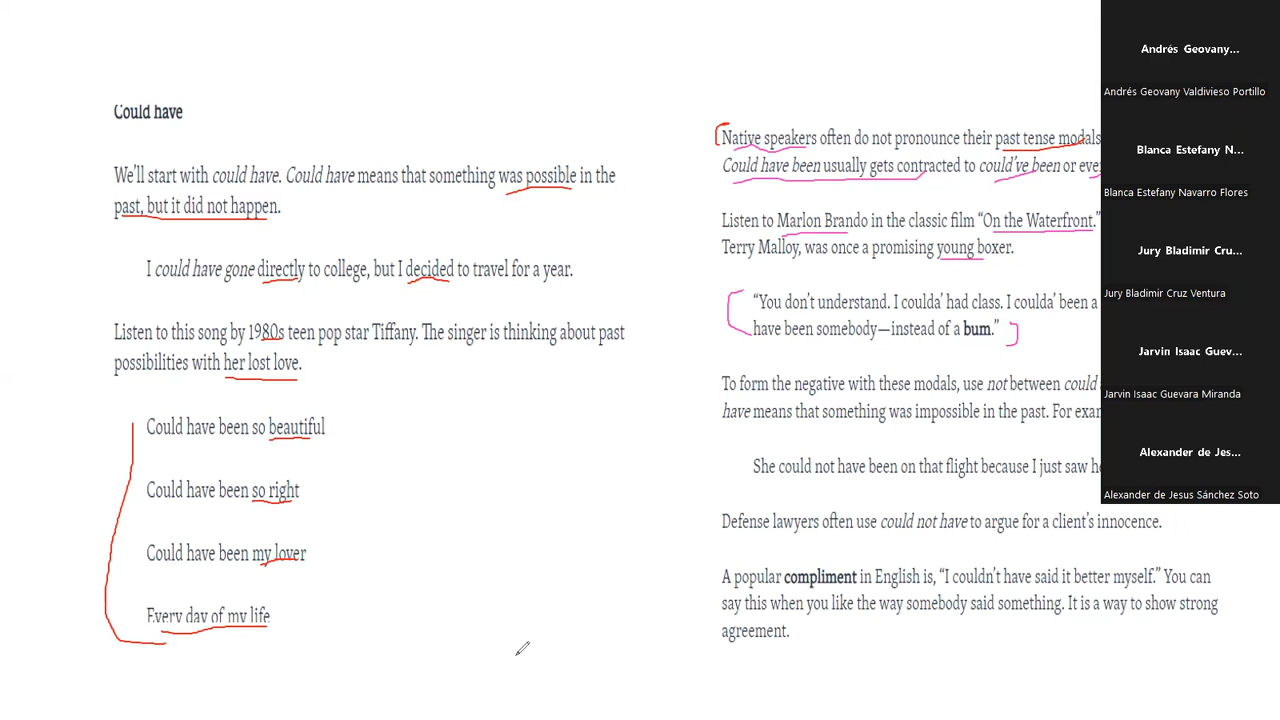 Could have
We'll start with could have. Could have means that something was possible in the
past, but it did not happen.
I could have gone directly to college, but I decided to travel for a year.
Listen to this song by 1980s teen pop star Tiffany. The singer is thinking about past
possibilities with her lost love.
Could have been so beautiful
Could have been so right
Could have been my lover
Every day of my life
Native speakers often do not pronounce their past tense modals
Could have been usually gets contracted to could've been or
Listen to Marlon Brando in the classic film “On the Waterfront.”
Terry Malloy, was once a promising young boxer.
“You don't understand. I coulda' had class. I coulda' been a
have been somebody—instead of a bum.”
To form the negative with these modals, use not between could
have means that something was impossible in the past. For
She could not have been on that flight because I just saw
Defense lawyers often use could not have to argue for a client's innocence.
A popular compliment in English is, “I couldn't have said it better myself.” You can
say this when you like the way somebody said something. It is a way to show strong
agreement.
Andrés Geovany...
Andrés Geovany Valdivieso Portillo
Blanca Estefany N...
Blanca Estefany Navarro Flores
Jury Bladimir Cru...
Jury Bladimir Cruz Ventura
Jarvin Isaac Guev...
Jarvin Isaac Guevara Miranda
Alexander de Jes...
Alexander de Jesus Sánchez Soto